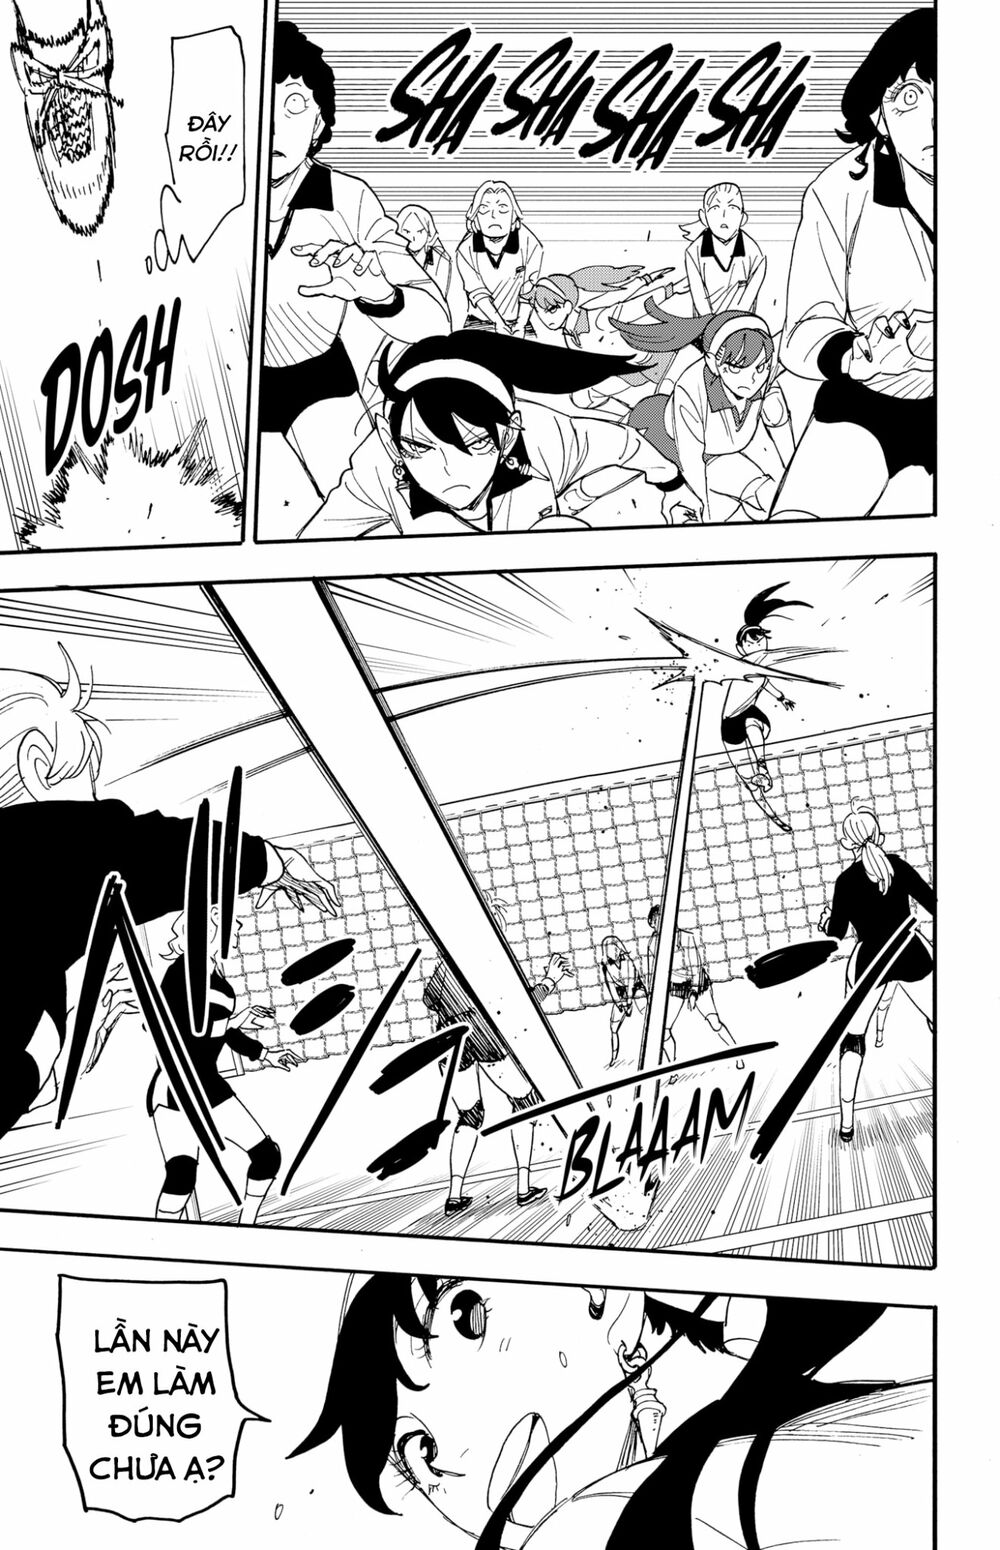 SHA SHA SHA SHA
ĐÂY
RỒI!!
DOSH
BLAAAM
LẦN NÀY
EM LÀM
ĐÚNG
CHƯA Ạ?